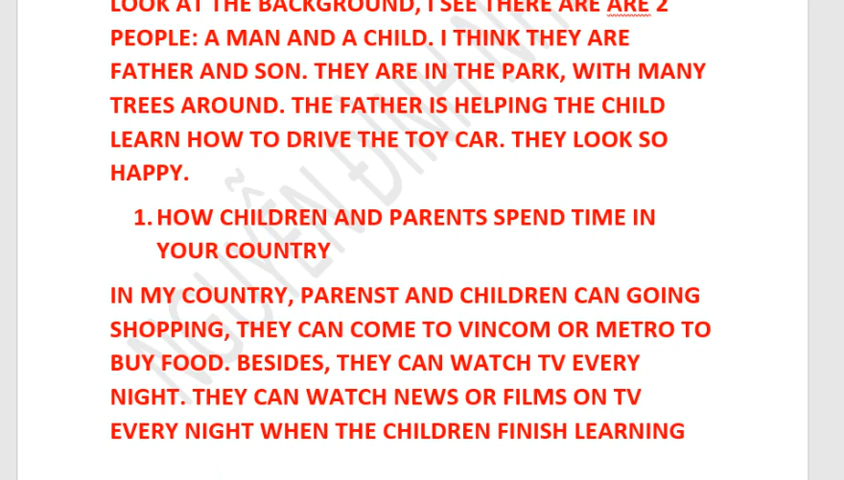 LOOK AT THE BACKGROUND, I SEE THERE ARE ARE 2
PEOPLE: A MAN AND A CHILD. I THINK THEY ARE
FATHER AND SON. THEY ARE IN THE PARK, WITH MANY
TREES AROUND. THE FATHER IS HELPING THE CHILD
LEARN HOW TO DRIVE THE TOY CAR. THEY LOOK SO
HAPPY.
1. HOW CHILDREN AND PARENTS SPEND TIME IN
YOUR COUNTRY
IN MY COUNTRY, PARENST AND CHILDREN CAN GOING
SHOPPING, THEY CAN COME TO VINCOM OR METRO TO
BUY FOOD. BESIDES, THEY CAN WATCH TV EVERY
NIGHT. THEY CAN WATCH NEWS OR FILMS ON TV
EVERY NIGHT WHEN THE CHILDREN FINISH LEARNING
NGUYỄN ĐÌNH